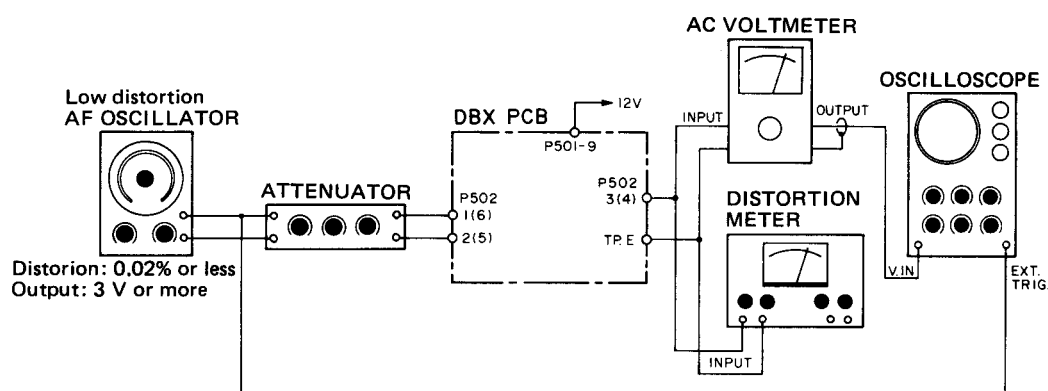 AC VOLTMETER
OSCILLOSCOPE
Low distortion
AF OSCILLATOR
12V
DBX PCB
INPUT
OUTPUT
P501-9
ATTENUATOR
P502
1(6)
2(5)
P502
3(4)
TP. E
DISTORTION
METER
Distorion: 0.02% or less
Output: 3 V or more
V. IN
EXT.
TRIG.
INPUT